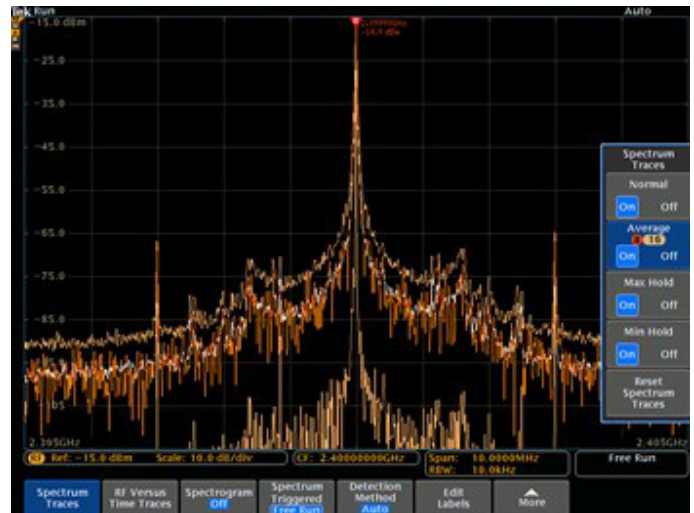 Tek Run
Auto
-15.0 dBm
-25.0
-35.0
-45.0
-55.0
-65.0
-75.0
-85.0
-105
2.395GHz
2.405GHz
Spectrum
Traces
Normal
On Off
Average
16
On Off
Max Hold
On Off
Min Hold
On Off
Reset
Spectrum
Traces
RF Ref: -15.0 dBm Scale: 10.0 dB/div
CF: 2.40000000GHz
Span: 10.0000MHz
RBW: 10.0kHz
Free Run
Spectrum
Traces
RF Versus
Time Traces
Spectrogram
Off
Spectrum
Triggered
Free Run
Detection
Method
Auto
Edit
Labels
More